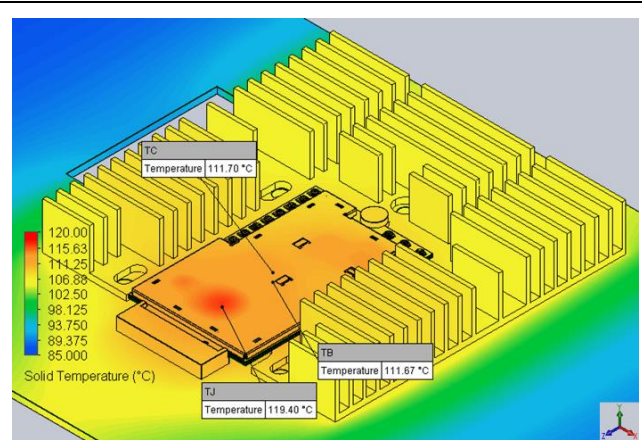 TC
Temperature 111.70 °C
120.00
115.63
111.25
106.88
102.50
98.125
93.750
89.375
85.000
Solid Temperature (°C)
TB
Temperature 111.67 °C
TJ
Temperature 119.40 °C
Y
Z
X